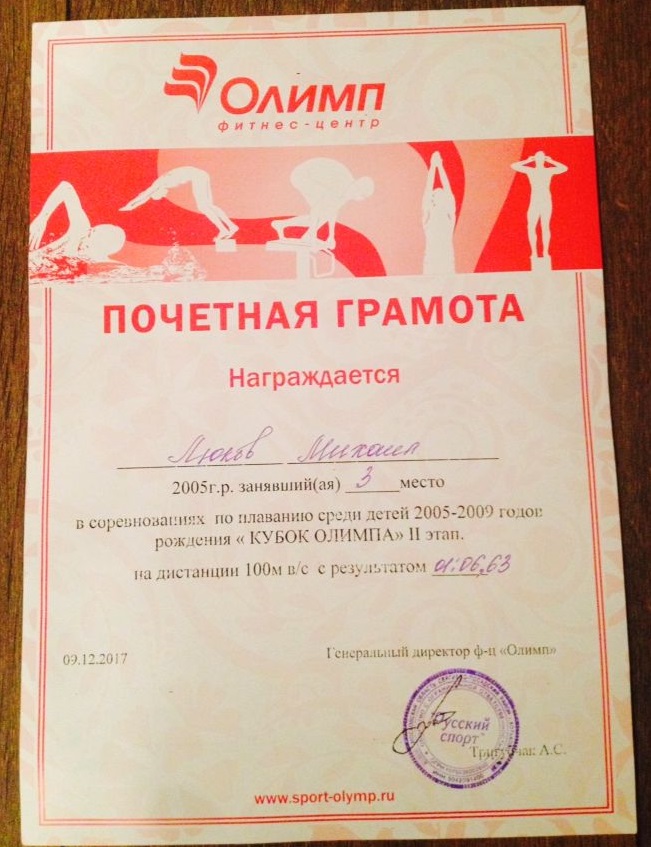 Олимп
фитнес-центр
ПОЧЕТНАЯ ГРАМОТА
Награждается
Люков Михаил
2005г.р. занявший(ая) 3 место
в соревнованиях по плаванию среди детей 2005-2009 годов
рождения « КУБОК ОЛИМПА» II этап.
на дистанции 100м в/с с результатом 01:06,63
09.12.2017
Генеральный директор ф-ц «Олимп»
"Русский
спорт"
А.С.
www.sport-olymp.ru